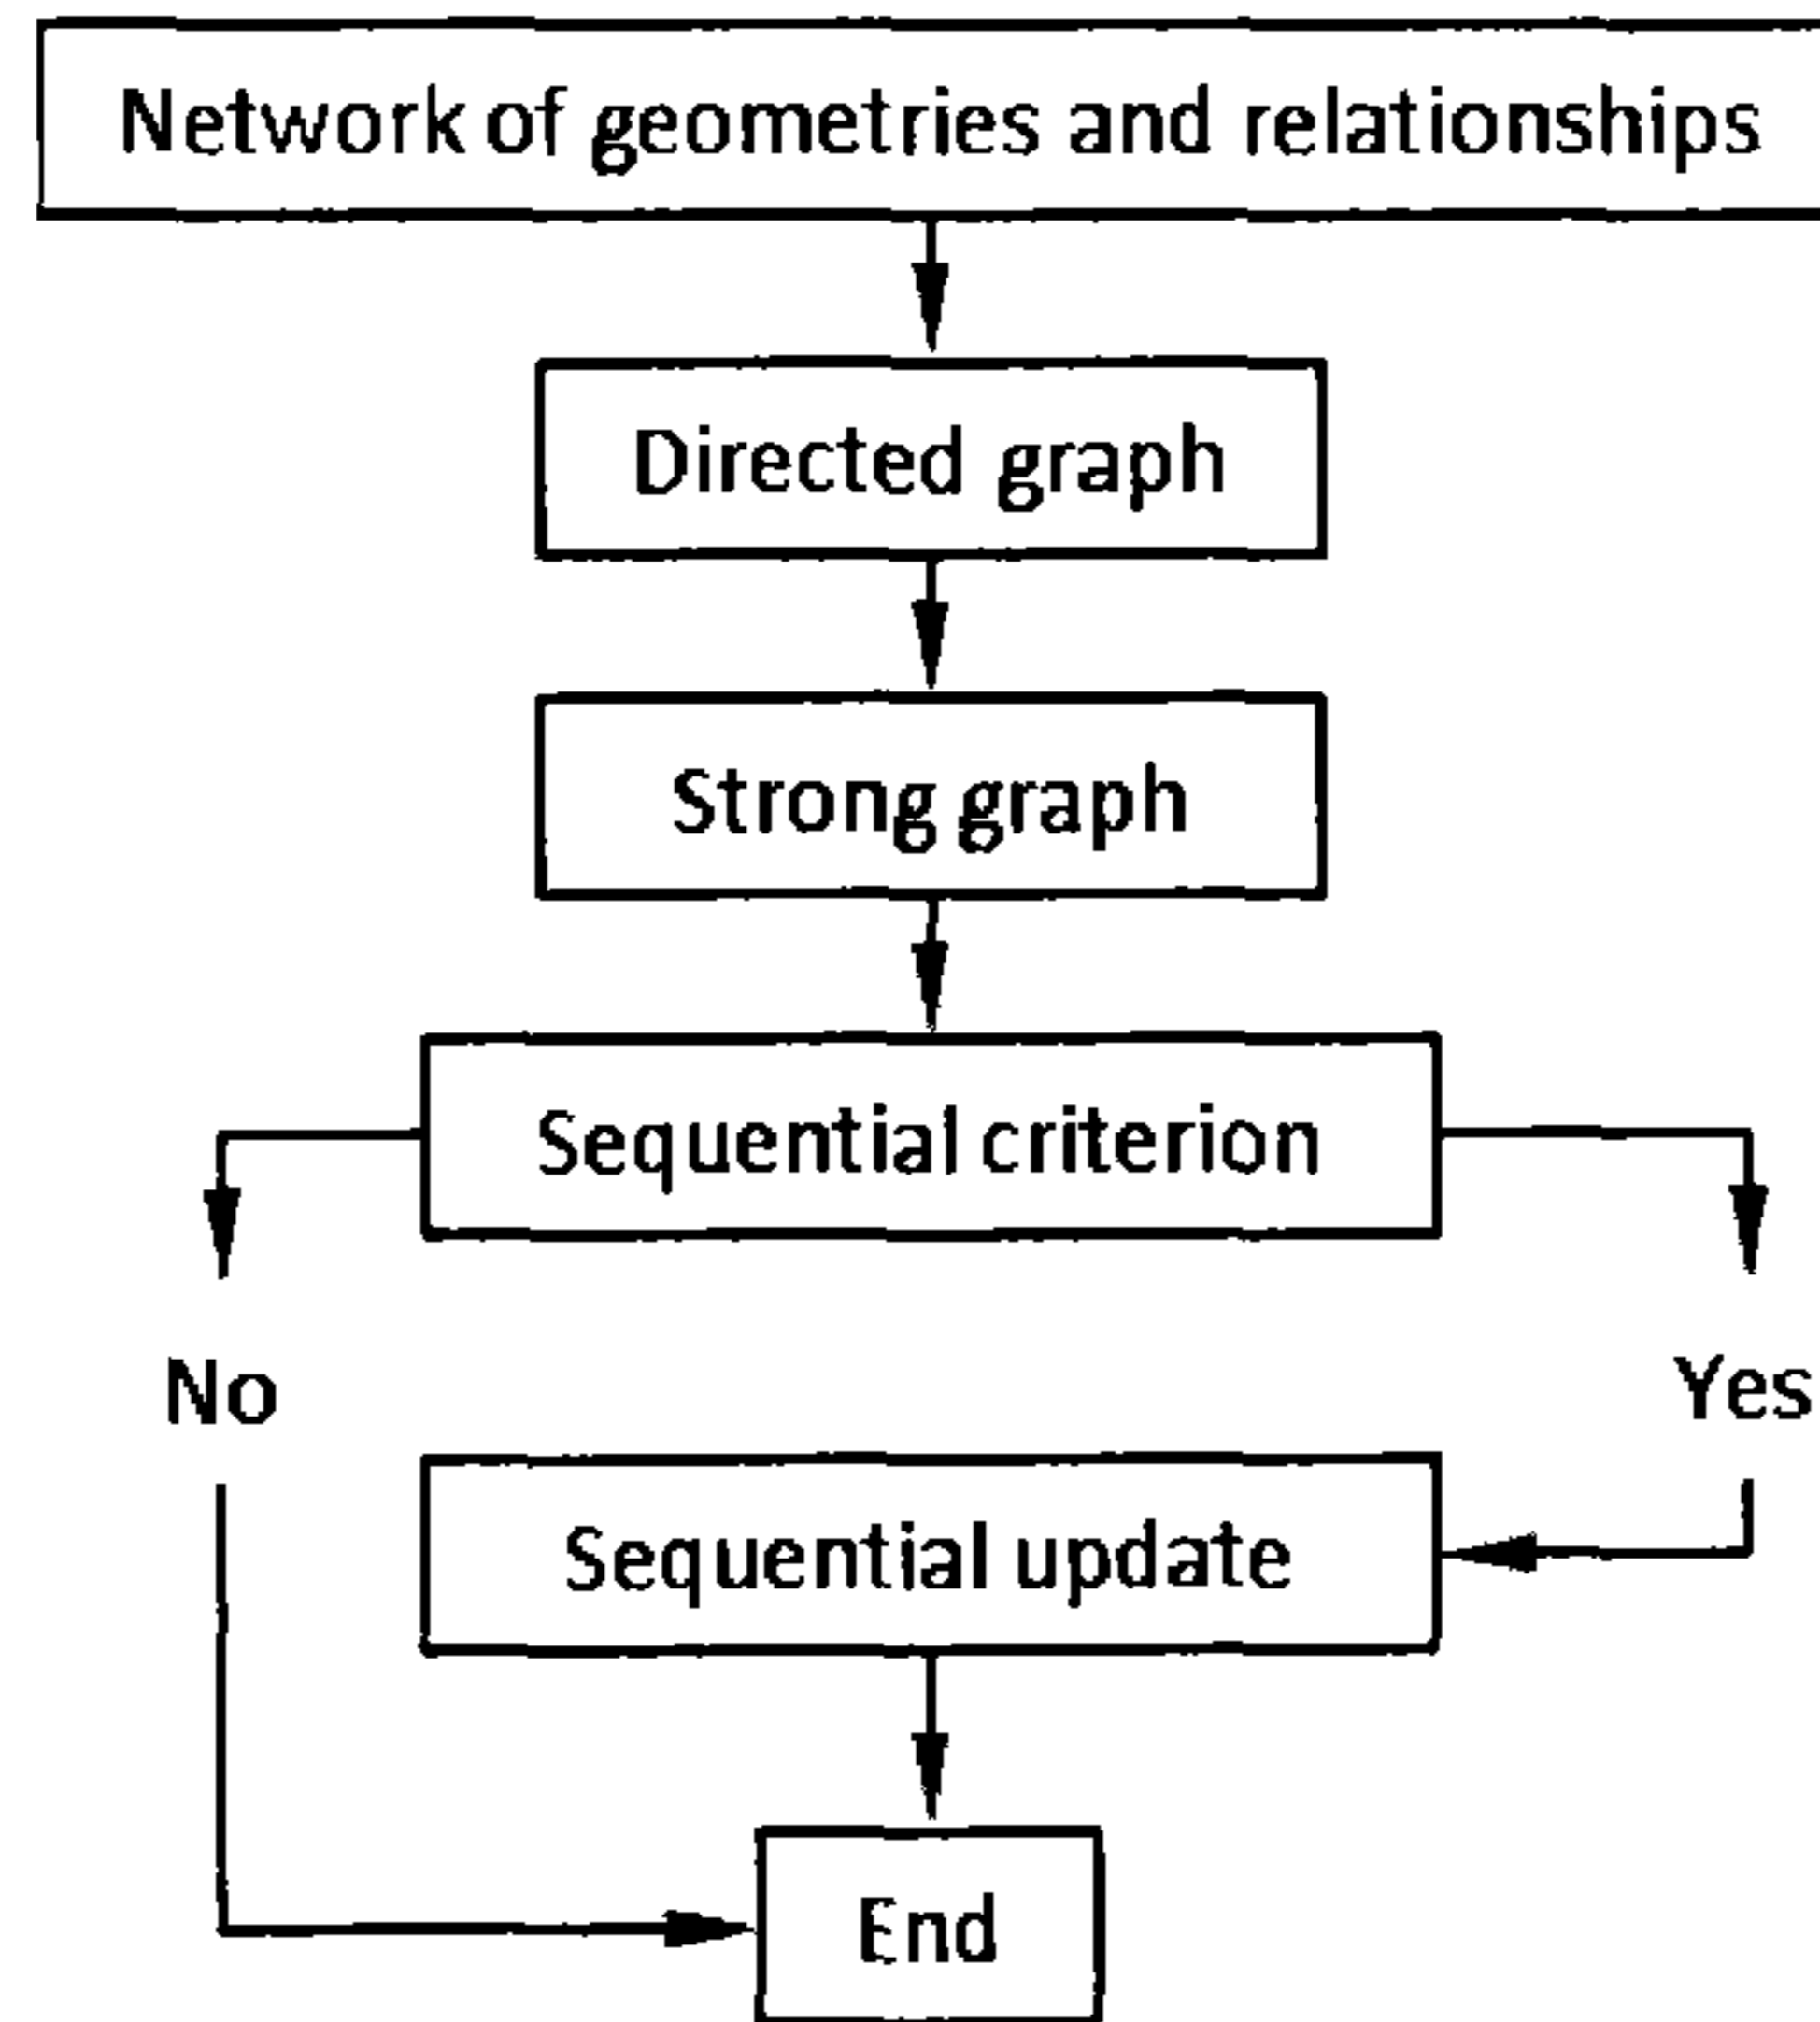 Network of geometries and relationships
Directed graph
Strong graph
Sequential criterion
No
Yes
Sequential update
End